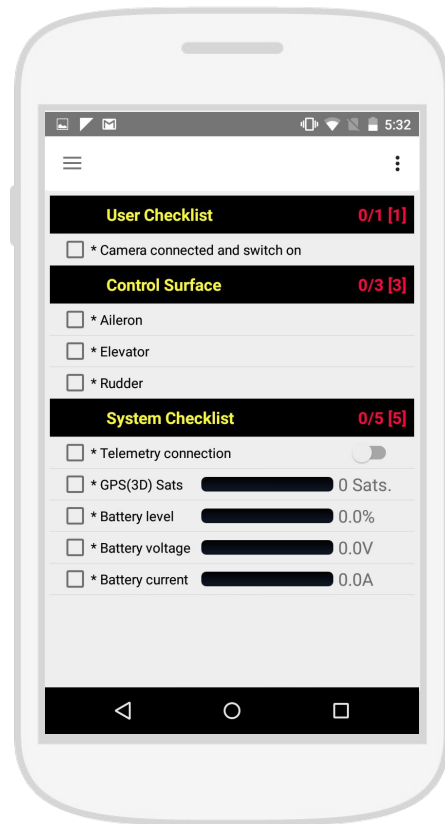 5:32
User Checklist 0/1 [1]
* Camera connected and switch on
Control Surface 0/3 [3]
* Aileron
* Elevator
* Rudder
System Checklist 0/5 [5]
* Telemetry connection
* GPS(3D) Sats 0 Sats.
* Battery level 0.0%
* Battery voltage 0.0V
* Battery current 0.0A